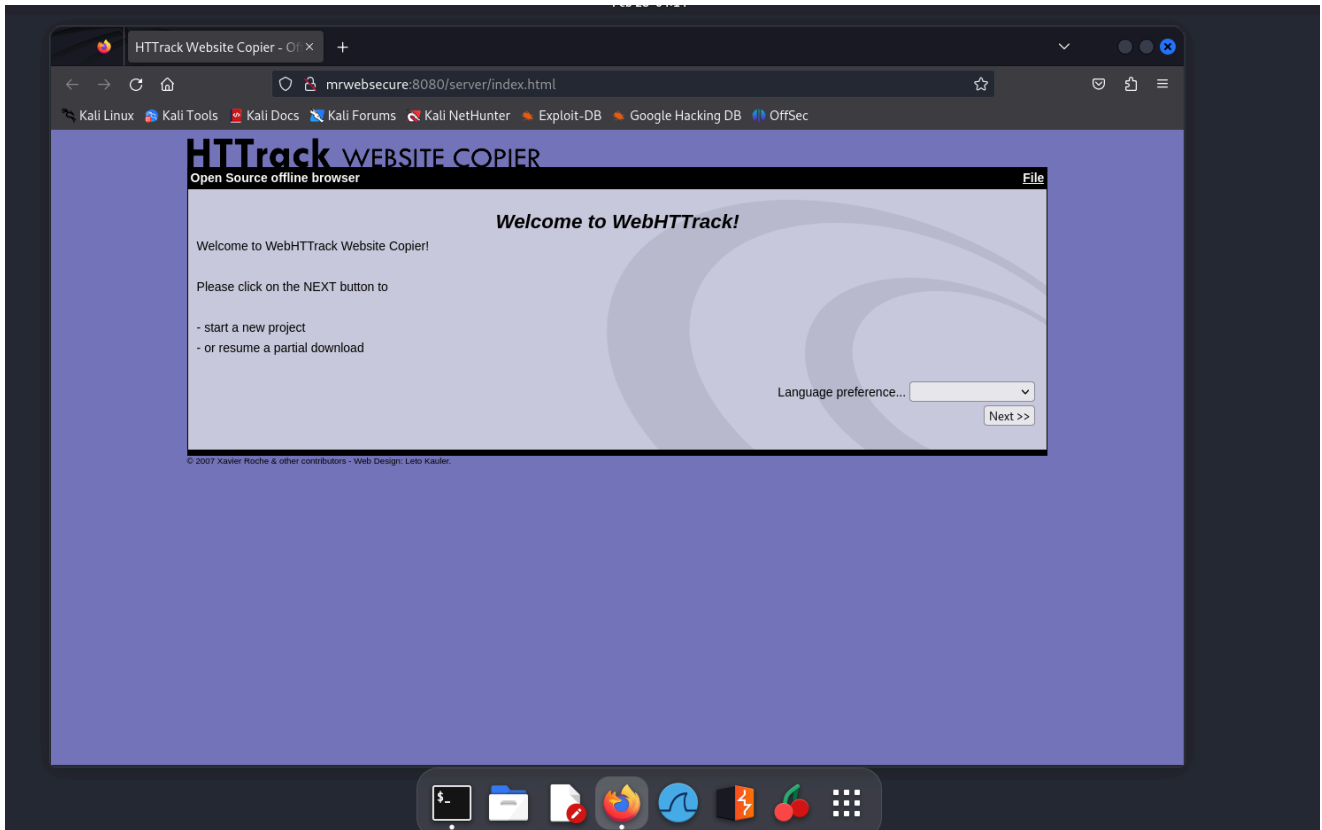 HTTrack Website Copier - Of
mrwebsecure:8080/server/index.html
Kali Linux Kali Tools Kali Docs Kali Forums Kali NetHunter Exploit-DB Google Hacking DB OffSec
HTTrack WEBSITE COPIER
Open Source offline browser File
Welcome to WebHTTrack!
Welcome to WebHTTrack Website Copier!
Please click on the NEXT button to
- start a new project
- or resume a partial download
Language preference...
Next >>
© 2007 Xavier Roche & other contributors - Web Design: Leto Kauler.
$_